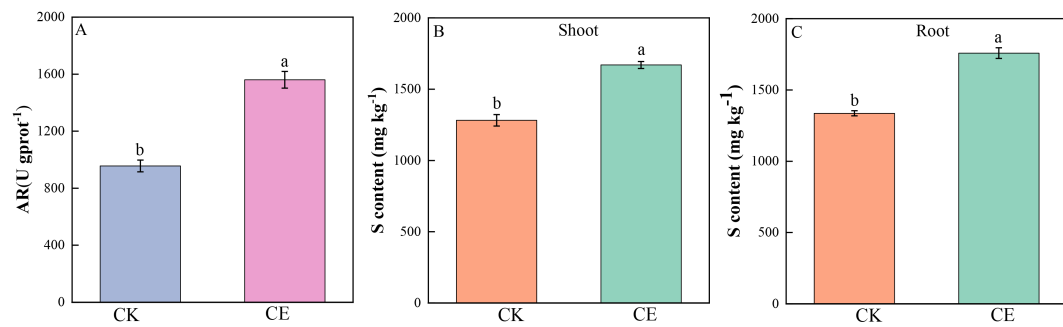 A
AR(U gprot⁻¹)
2000
1600
1200
800
400
0
b
a
CK
CE
B
Shoot
S content (mg kg⁻¹)
2000
1500
1000
500
0
b
a
CK
CE
C
Root
S content (mg kg⁻¹)
2000
1500
1000
500
0
b
a
CK
CE